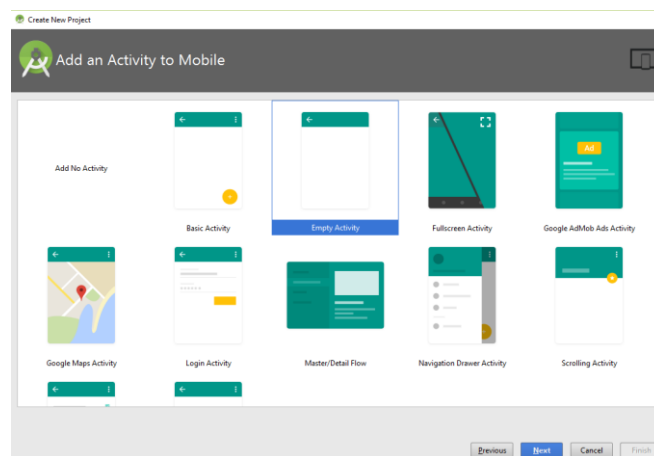 Create New Project
Add an Activity to Mobile
Ad
Add No Activity
Basic Activity
Empty Activity
Fullscreen Activity
Google AdMob Ads Activity
Google Maps Activity
Login Activity
Master/Detail Flow
Navigation Drawer Activity
Scrolling Activity
Previous
Next
Cancel
Finish